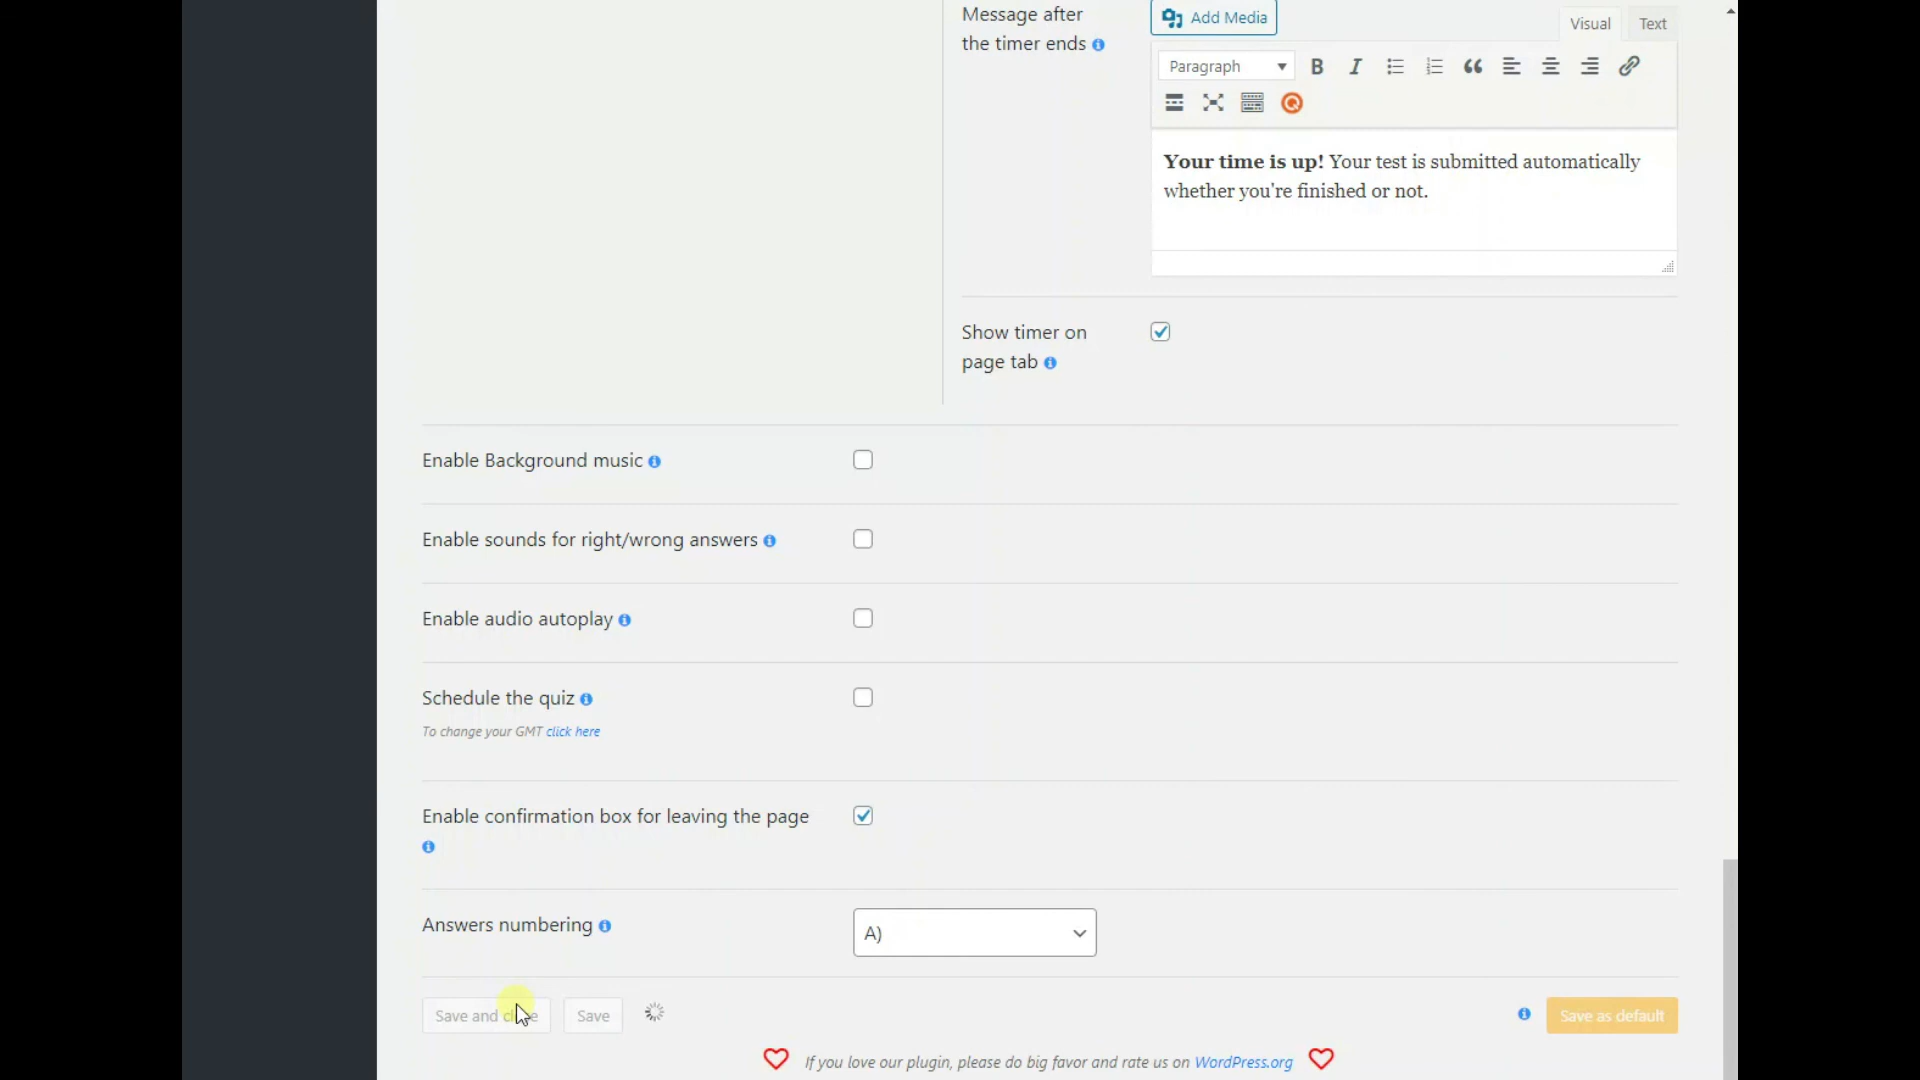 Message after
the timer ends
Add Media
Visual
Text
Paragraph
Your time is up! Your test is submitted automatically
whether you're finished or not.
Show timer on
page tab
Enable Background music
Enable sounds for right/wrong answers
Enable audio autoplay
Schedule the quiz
To change your GMT click here
Enable confirmation box for leaving the page
Answers numbering
A)
Save and close
Save
Save as default
If you love our plugin, please do big favor and rate us on WordPress.org